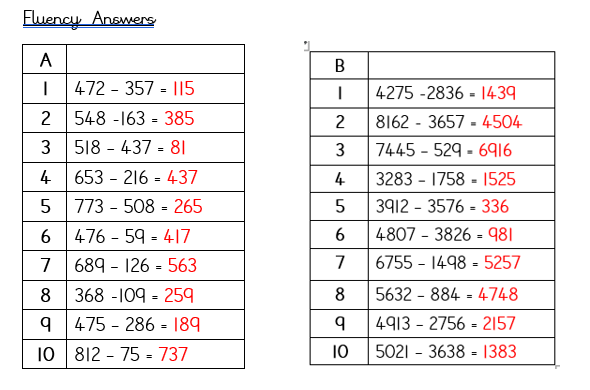 Fluency Answers
A
1 472 – 357 = 115
2 548 -163 = 385
3 518 – 437 = 81
4 653 – 216 = 437
5 773 – 508 = 265
6 476 – 59 = 417
7 689 – 126 = 563
8 368 -109 = 259
9 475 – 286 = 189
10 812 – 75 = 737
B
1 4275 -2836 = 1439
2 8162 - 3657 = 4504
3 7445 – 529 = 6916
4 3283 – 1758 = 1525
5 3912 – 3576 = 336
6 4807 – 3826 = 981
7 6755 – 1498 = 5257
8 5632 – 884 = 4748
9 4913 – 2756 = 2157
10 5021 – 3638 = 1383